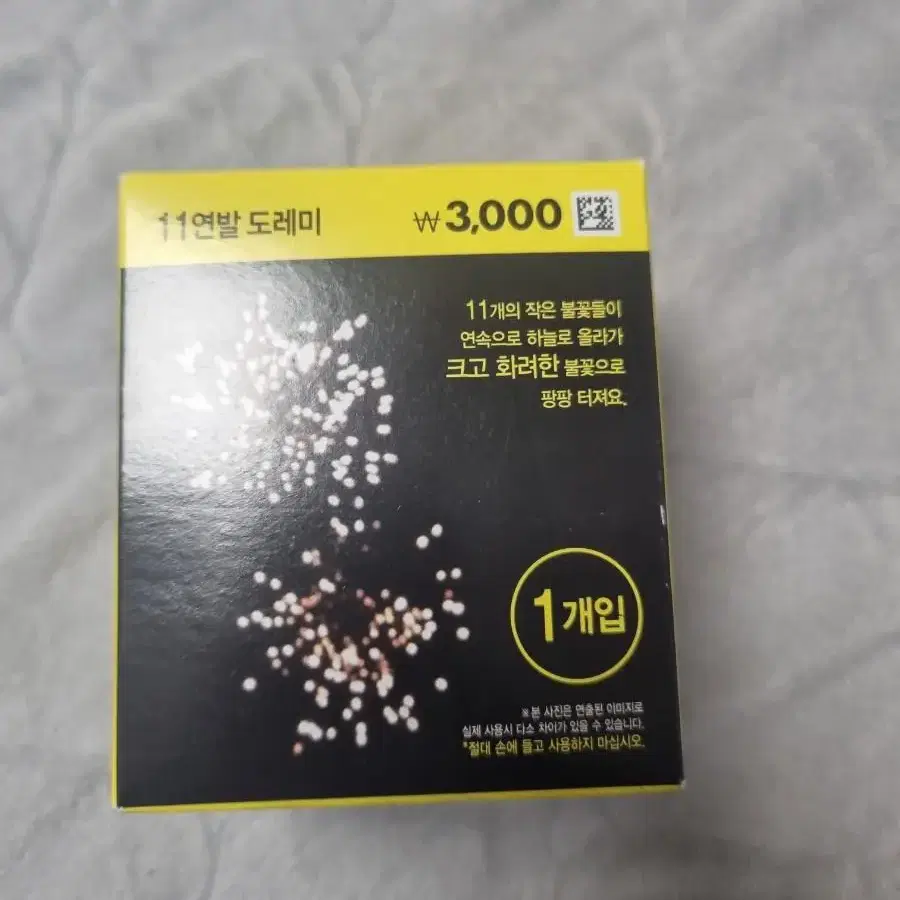 11연발 도레미
₩3,000
11개의 작은 불꽃들이
연속으로 하늘로 올라가
크고 화려한 불꽃으로
팡팡 터져요.
1개입
※본 사진은 연출된 이미지로
실제 사용시 다소 차이가 있을 수 있습니다.
*절대 손에 들고 사용하지 마십시오.